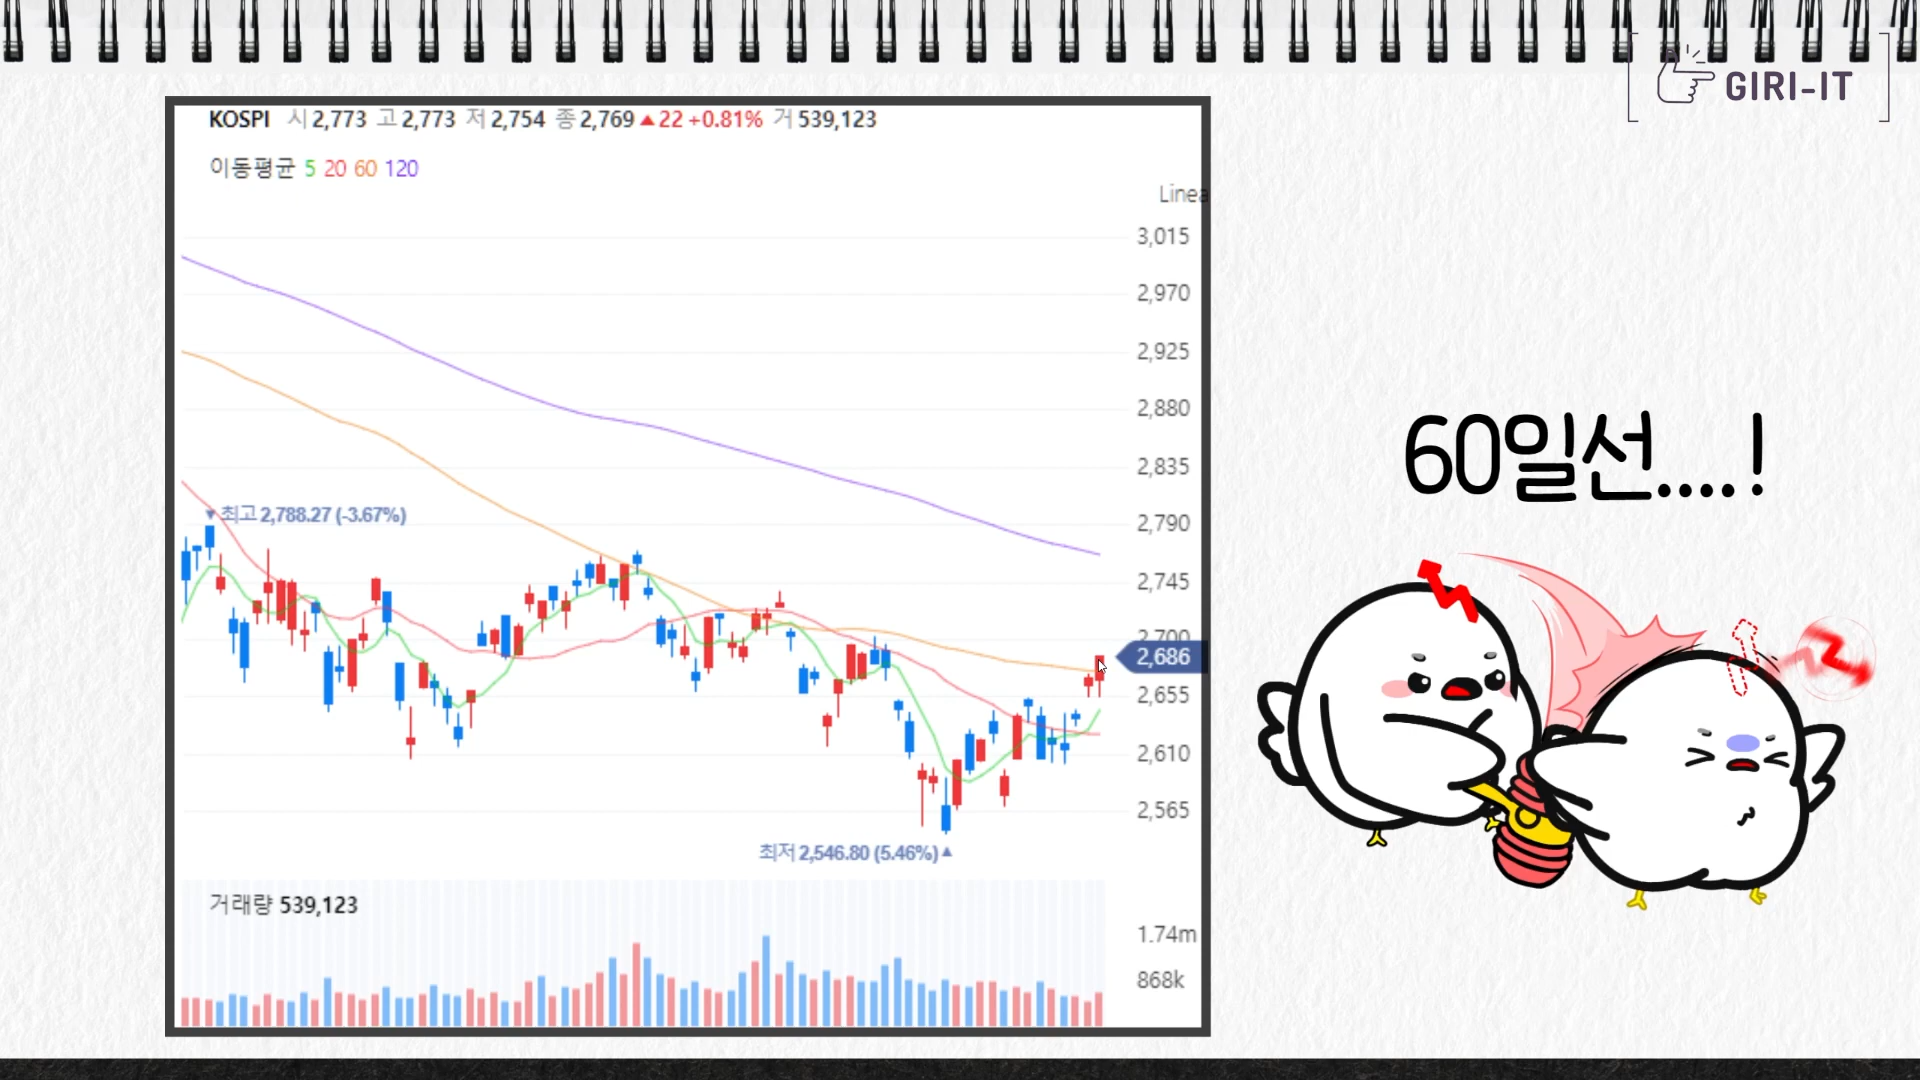 GIRI-IT
KOSPI 시 2,773 고 2,773 저 2,754 종 2,769 ▲ 22 +0.81% 거 539,123
이동평균 5 20 60 120
Linea
3,015
2,970
2,925
2,880
2,835
2,790
2,745
2,700
2,686
2,655
2,610
2,565
▼ 최고 2,788.27 (-3.67%)
최저 2,546.80 (5.46%) ▲
거래량 539,123
1.74m
868k
60일선....!